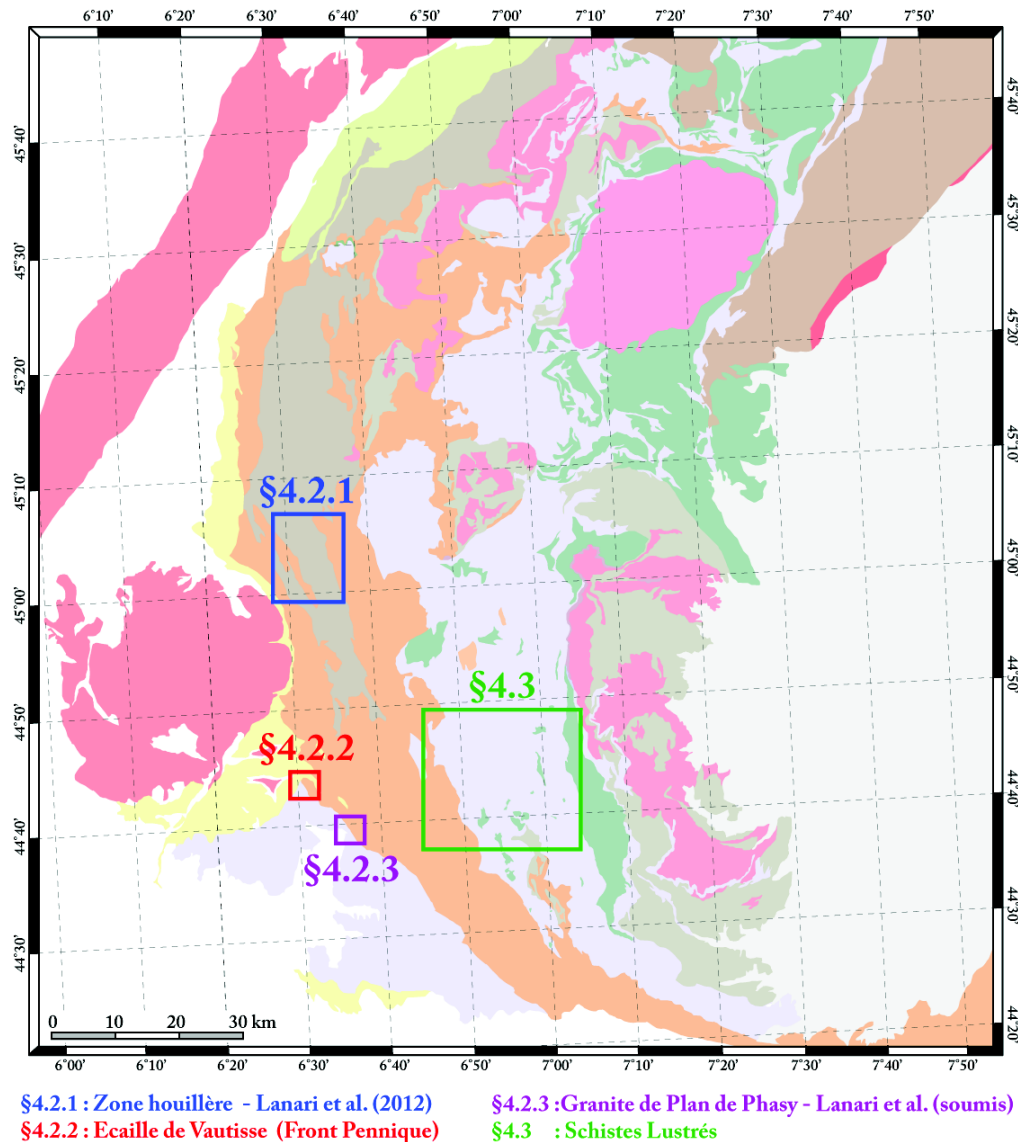 6°10' 6°20' 6°30' 6°40' 6°50' 7°00' 7°10' 7°20' 7°30' 7°40' 7°50'
45°40' 45°40'
45°30' 45°30'
45°20' 45°20'
45°10' 45°10'
§4.2.1
45°00' 45°00'
44°50' 44°50'
§4.3
§4.2.2
44°40' 44°40'
§4.2.3
44°30' 44°30'
44°20'
0 10 20 30 km
6°00' 6°10' 6°20' 6°30' 6°40' 6°50' 7°00' 7°10' 7°20' 7°30' 7°40' 7°50'
§4.2.1 : Zone houillère - Lanari et al. (2012)
§4.2.2 : Ecaille de Vautisse (Front Pennique)
§4.2.3 :Granite de Plan de Phasy - Lanari et al. (soumis)
§4.3 : Schistes Lustrés